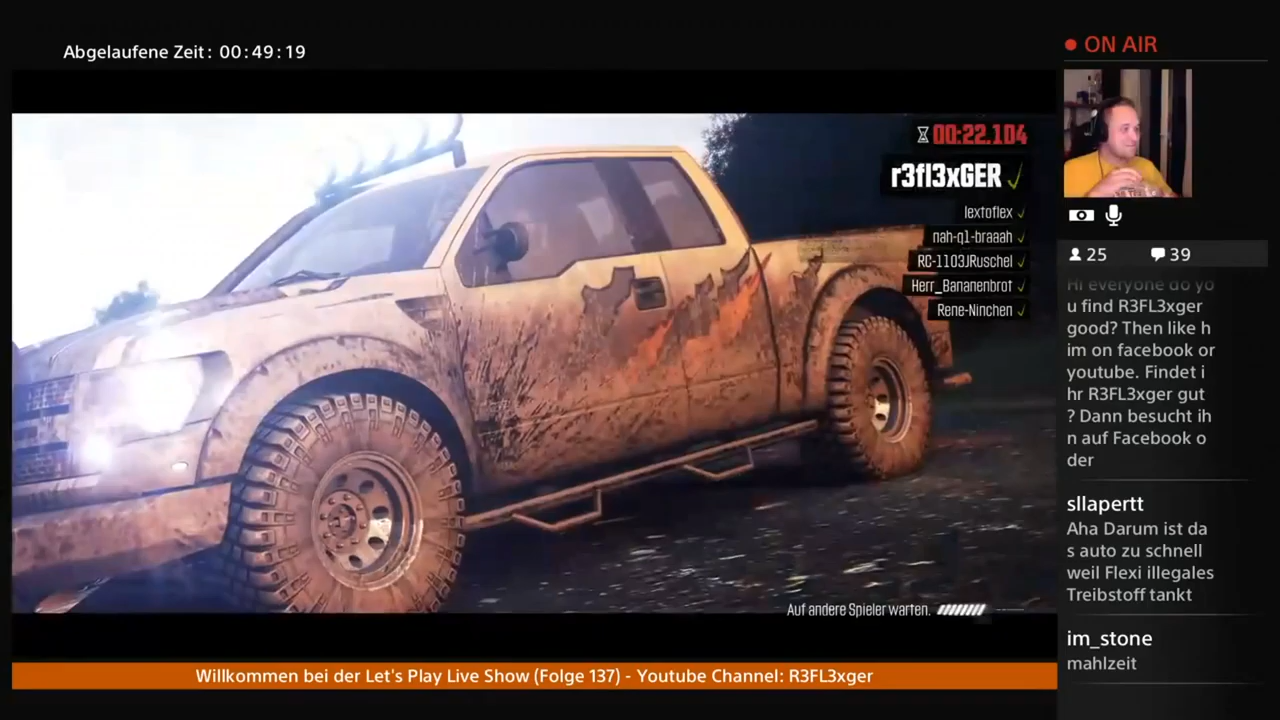 Abgelaufene Zeit: 00:49:19
ON AIR
00:22.104
r3fl3xGER
lextoflex
nah-q1-braaah
RC-1103JRuschel
Herr_Bananenbrot
Rene-Ninchen
Auf andere Spieler warten.
Willkommen bei der Let's Play Live Show (Folge 137) - Youtube Channel: R3FL3xger
25
39
Hi everyone do yo
u find R3FL3xger
good? Then like h
im on facebook or
youtube. Findet i
hr R3FL3xger gut
? Dann besucht ih
n auf Facebook o
der
sllapertt
Aha Darum ist da
s auto zu schnell
weil Flexi illegales
Treibstoff tankt
im_stone
mahlzeit